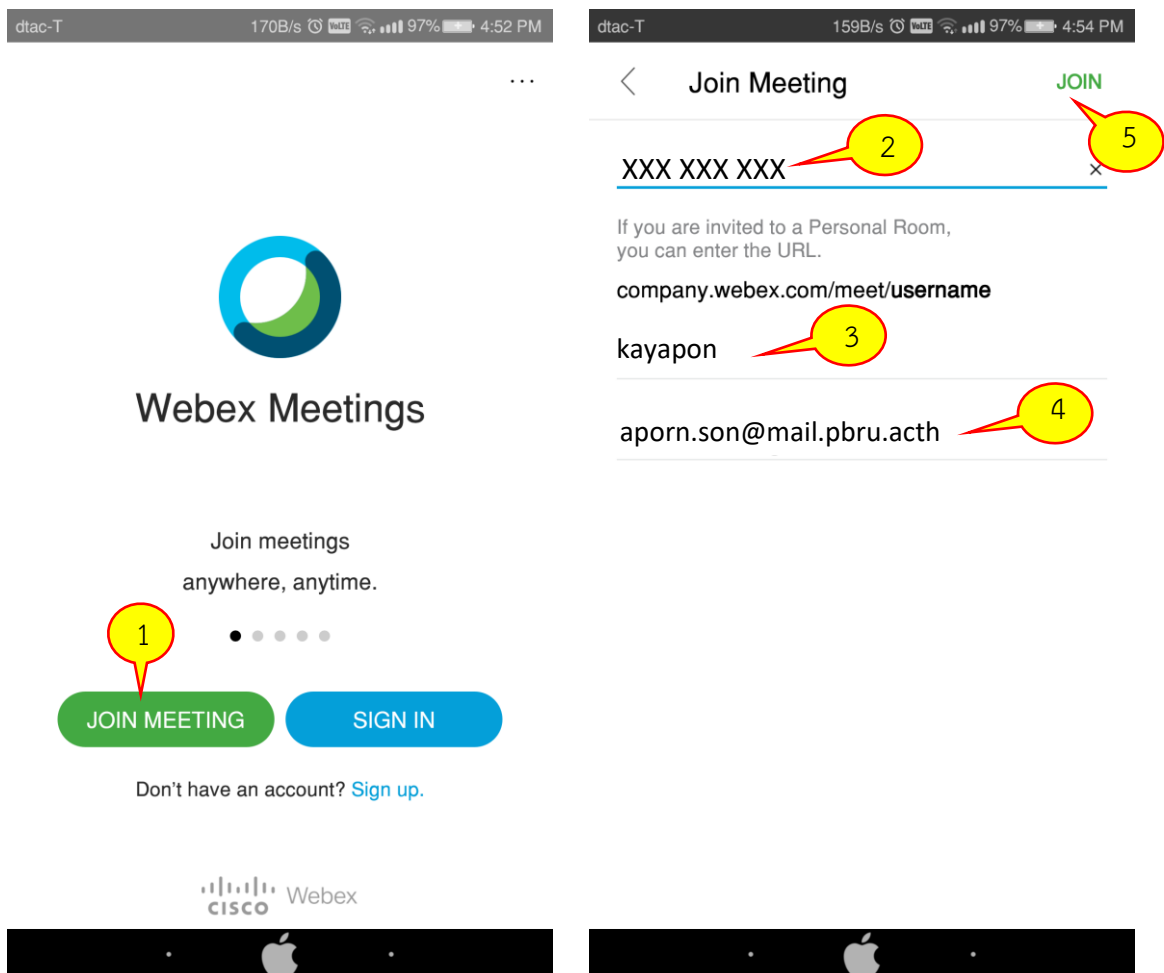 dtac-T 170B/s VoLTE 97% 4:52 PM
...
Webex Meetings
Join meetings
anywhere, anytime.
1
JOIN MEETING SIGN IN
Don't have an account? Sign up.
CISCO Webex
dtac-T 159B/s VoLTE 97% 4:54 PM
Join Meeting JOIN
5
2
XXX XXX XXX ×
If you are invited to a Personal Room,
you can enter the URL.
company.webex.com/meet/username
3
kayapon
4
aporn.son@mail.pbru.acth